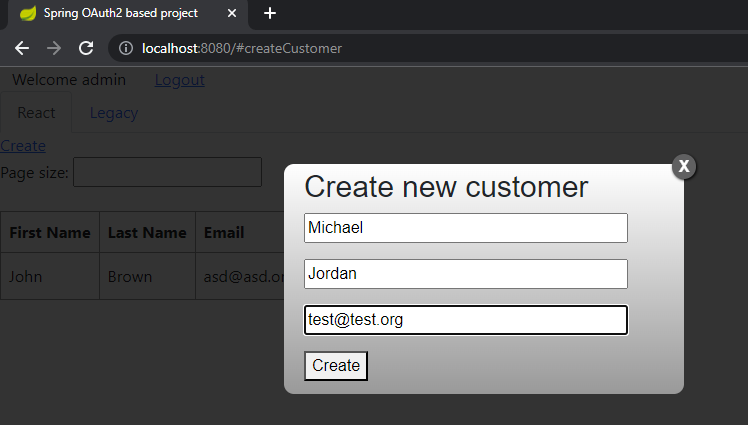 Spring OAuth2 based project
localhost:8080/#createCustomer
Welcome admin Logout
React Legacy
Create
Page size:
First Name Last Name Email
John Brown asd@asd.or
X
Create new customer
Michael
Jordan
test@test.org
Create